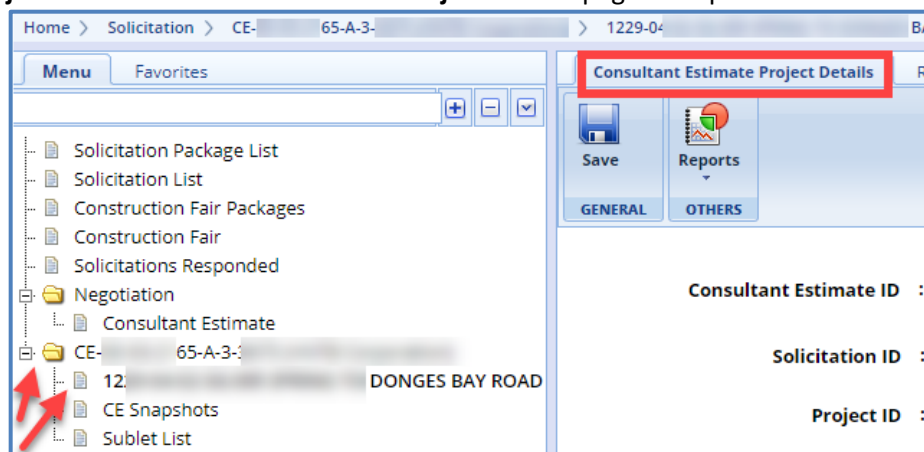 Home > Solicitation > CE- 65-A-3- > 1229-04
Menu Favorites
Consultant Estimate Project Details
Save
Reports
GENERAL
OTHERS
Solicitation Package List
Solicitation List
Construction Fair Packages
Construction Fair
Solicitations Responded
Negotiation
Consultant Estimate
CE- 65-A-3-
12 DONGES BAY ROAD
CE Snapshots
Sublet List
Consultant Estimate ID :
Solicitation ID :
Project ID :